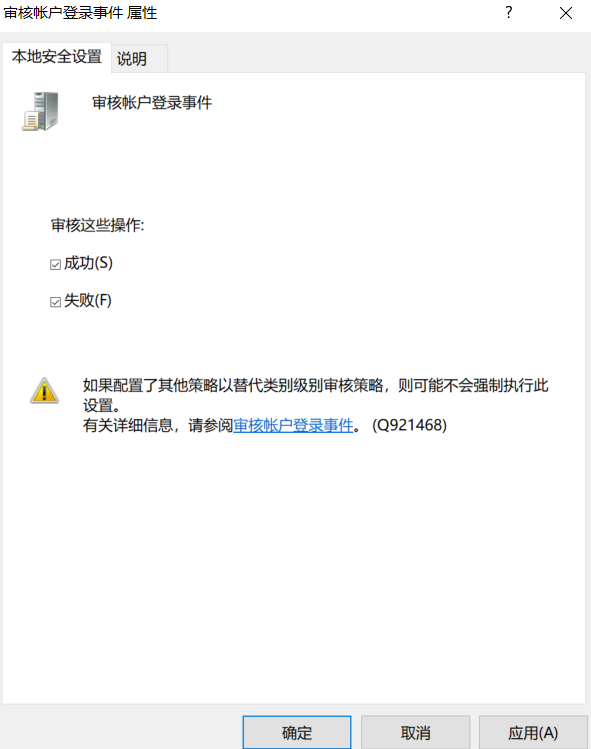 审核帐户登录事件 属性
?
本地安全设置
说明
审核帐户登录事件
审核这些操作:
成功(S)
失败(F)
如果配置了其他策略以替代类别级别审核策略，则可能不会强制执行此
设置。
有关详细信息，请参阅审核帐户登录事件。 (Q921468)
确定
取消
应用(A)